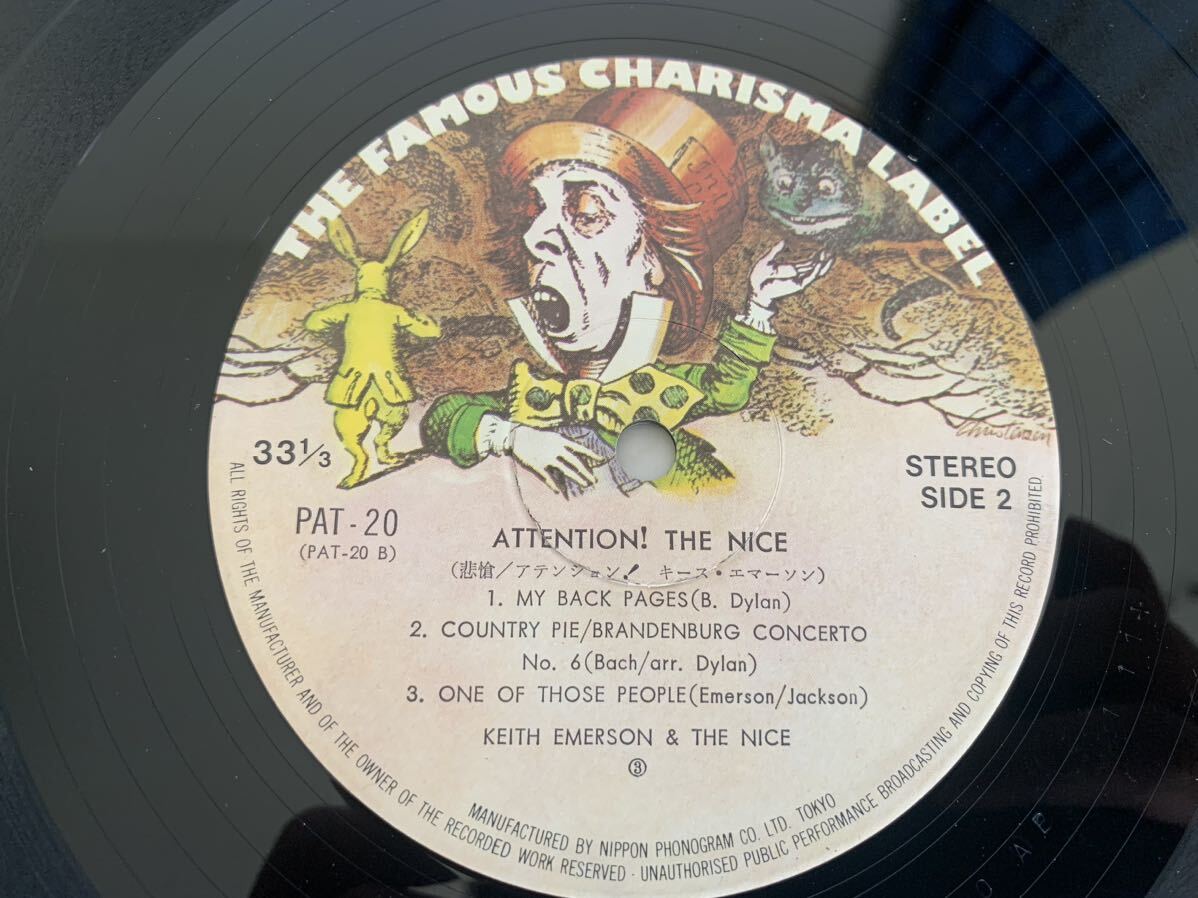 THE FAMOUS CHARISMA LABEL
Christensen
33 1/3
STEREO
SIDE 2
PAT-20
(PAT-20 B)
ATTENTION! THE NICE
(悲愴/アテンション! キース・エマーソン)
1. MY BACK PAGES(B. Dylan)
2. COUNTRY PIE/BRANDENBURG CONCERTO
No. 6(Bach/arr. Dylan)
3. ONE OF THOSE PEOPLE(Emerson/Jackson)
KEITH EMERSON & THE NICE
③
MANUFACTURED BY NIPPON PHONOGRAM CO. LTD. TOKYO
ALL RIGHTS OF THE MANUFACTURER AND OF THE OWNER OF THE RECORDED WORK RESERVED · UNAUTHORISED PUBLIC PERFORMANCE BROADCASTING AND COPYING OF THIS RECORD PROHIBITED